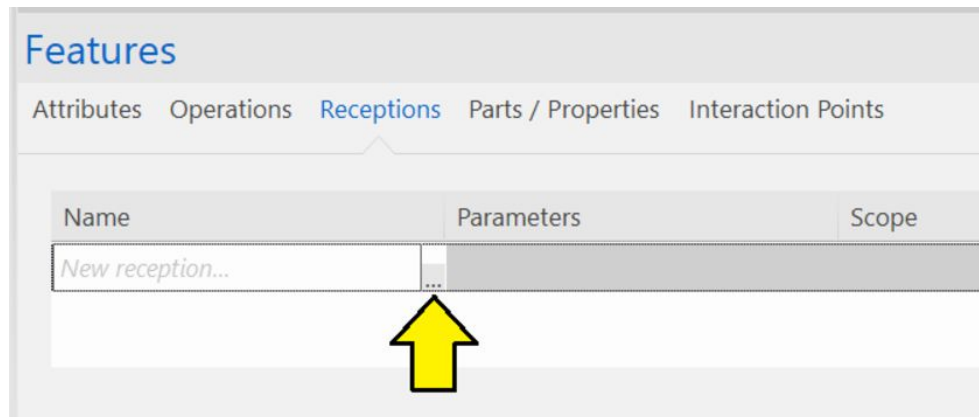 Features
Attributes Operations Receptions Parts / Properties Interaction Points
Name Parameters Scope
New reception... ...